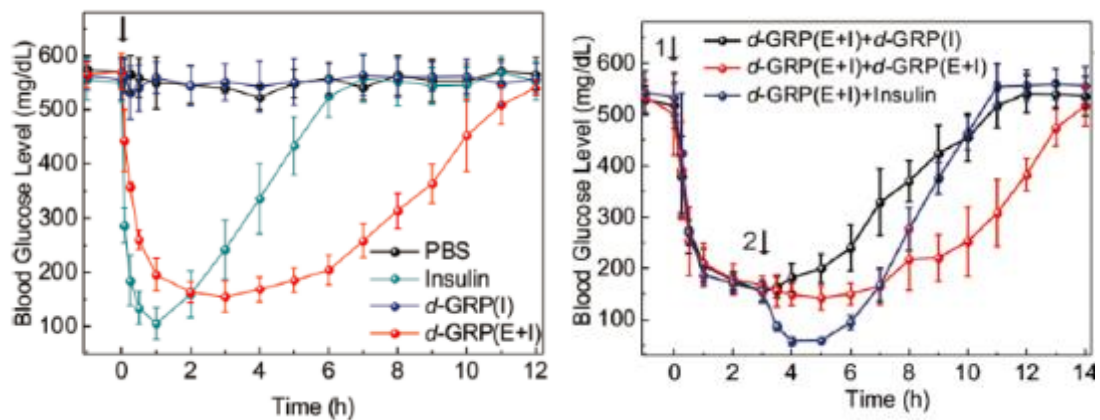 Blood Glucose Level (mg/dL)
600
500
400
300
200
100
PBS
Insulin
d-GRP(I)
d-GRP(E+I)
0 2 4 6 8 10 12
Time (h)
Blood Glucose Level (mg/dL)
600
500
400
300
200
100
1
2
d-GRP(E+I)+d-GRP(I)
d-GRP(E+I)+d-GRP(E+I)
d-GRP(E+I)+Insulin
0 2 4 6 8 10 12 14
Time (h)